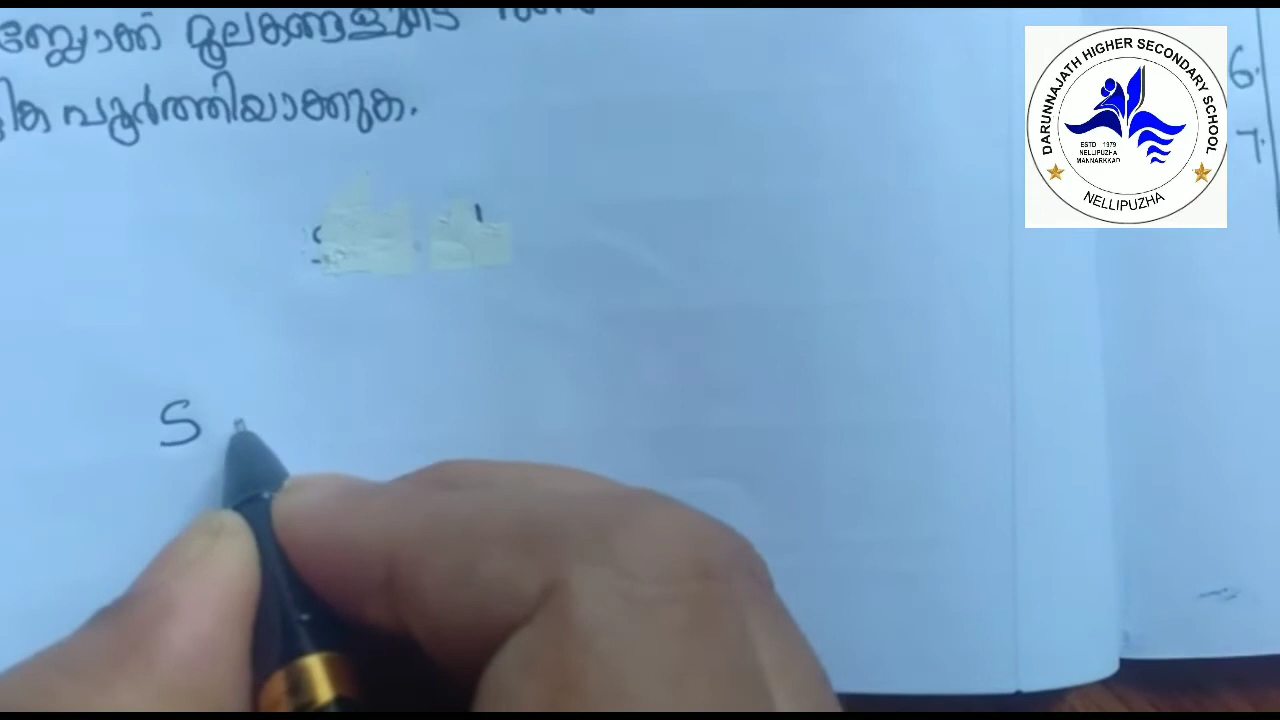 ബ്ലോക്ക് മൂലകങ്ങളുടെ
പൂർത്തിയാക്കുക.
S
6.
7.
DARUNNAJATH HIGHER SECONDARY SCHOOL
ESTD 1979
NELLIPUZHA
MANNARKKAD
NELLIPUZHA